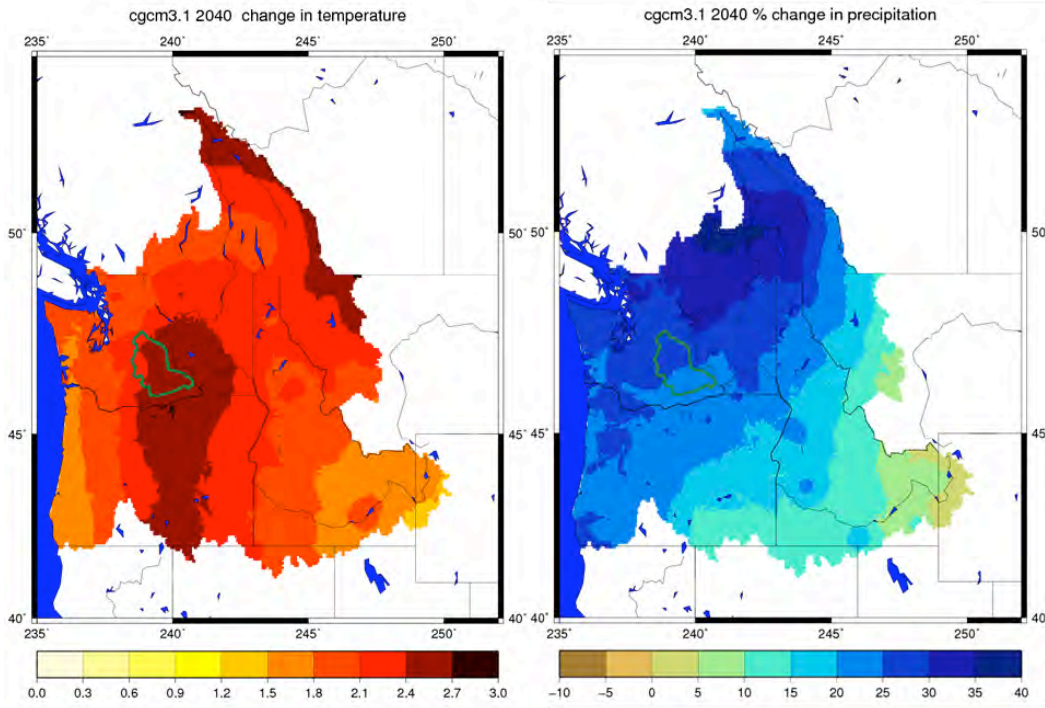 cgcm3.1 2040 change in temperature
235˚ 240˚ 245˚ 250˚
50˚ 50˚
45˚ 45˚
40˚ 40˚
235˚ 240˚ 245˚ 250˚
0.0 0.3 0.6 0.9 1.2 1.5 1.8 2.1 2.4 2.7 3.0
cgcm3.1 2040 % change in precipitation
235˚ 240˚ 245˚ 250˚
50˚
45˚
40˚
235˚ 240˚ 245˚ 250˚
−10 −5 0 5 10 15 20 25 30 35 40